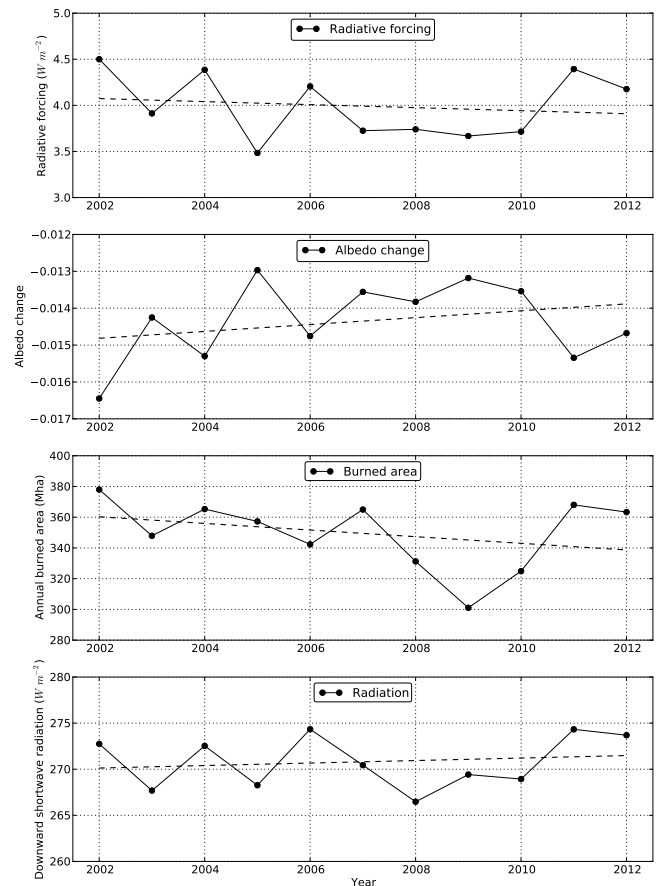 Radiative forcing (W m⁻²)
5.0
4.5
4.0
3.5
3.0
Radiative forcing
2002 2004 2006 2008 2010 2012
Albedo change
−0.012
−0.013
−0.014
−0.015
−0.016
−0.017
Albedo change
2002 2004 2006 2008 2010 2012
Annual burned area (Mha)
400
380
360
340
320
300
280
Burned area
2002 2004 2006 2008 2010 2012
Downward shortwave radiation (W m⁻²)
280
275
270
265
260
Radiation
2002 2004 2006 2008 2010 2012
Year